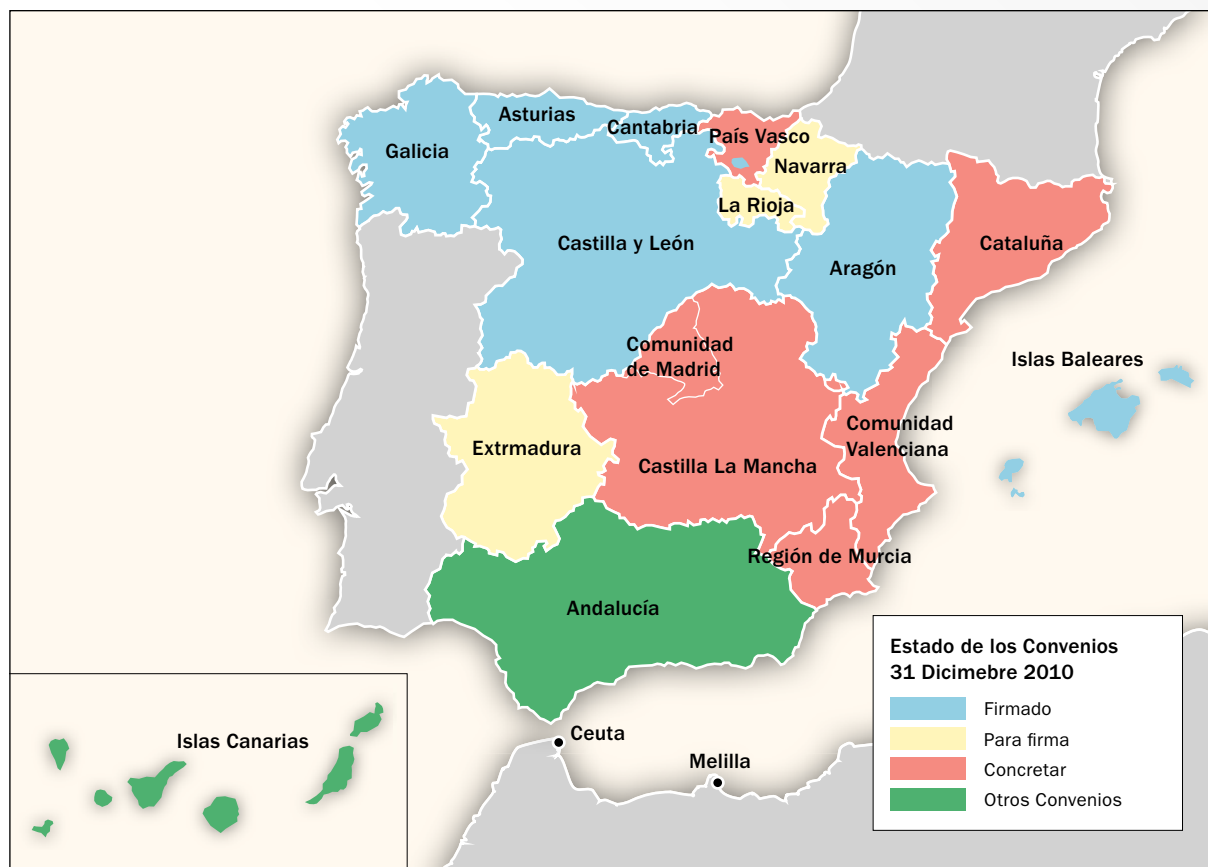 Asturias
Cantabria
Galicia
País Vasco
Navarra
La Rioja
Castilla y León
Aragón
Cataluña
Comunidad
de Madrid
Islas Baleares
Comunidad
Valenciana
Extrmadura
Castilla La Mancha
Región de Murcia
Andalucía
Estado de los Convenios
31 Dicimebre 2010
Firmado
Para firma
Concretar
Otros Convenios
Islas Canarias
Ceuta
Melilla